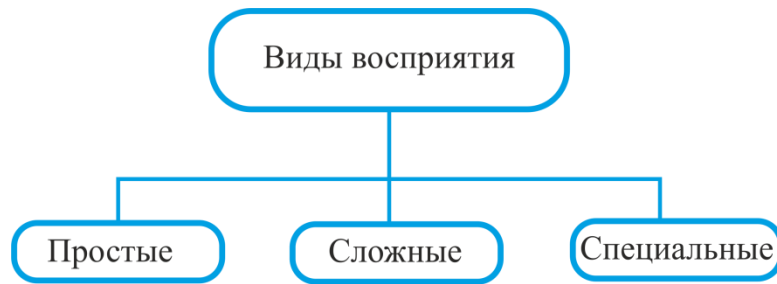 Виды восприятия
Простые
Сложные
Специальные